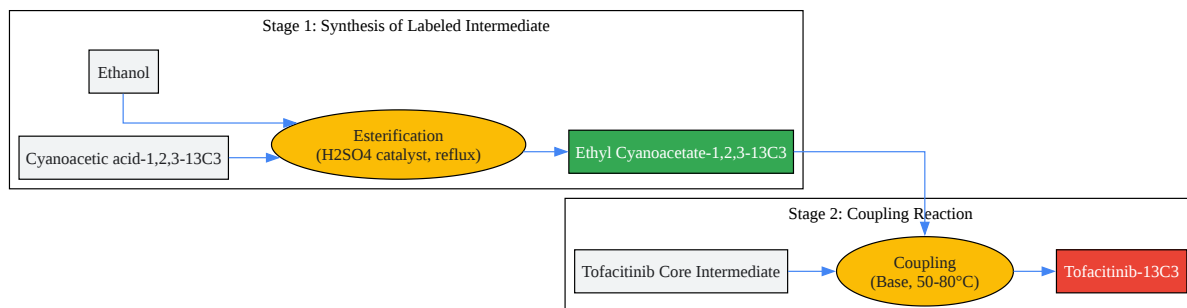 Stage 1: Synthesis of Labeled Intermediate
Ethanol
Cyanoacetic acid-1,2,3-13C3
Esterification
(H2SO4 catalyst, reflux)
Ethyl Cyanoacetate-1,2,3-13C3
Stage 2: Coupling Reaction
Tofacitinib Core Intermediate
Coupling
(Base, 50-80°C)
Tofacitinib-13C3